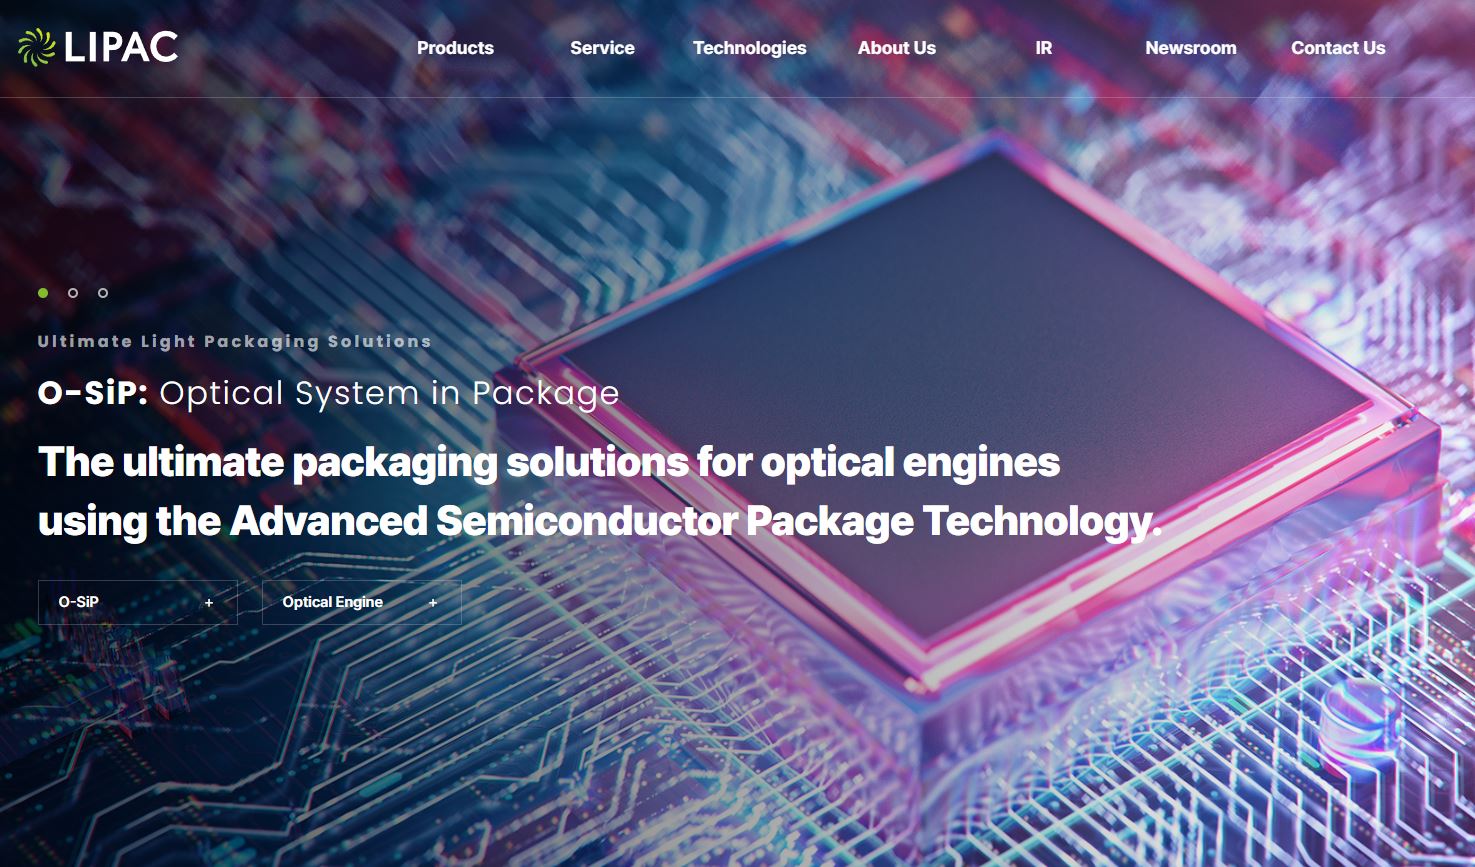 LIPAC
Products Service Technologies About Us IR Newsroom Contact Us
Ultimate Light Packaging Solutions
O-SiP: Optical System in Package
The ultimate packaging solutions for optical engines
using the Advanced Semiconductor Package Technology.
O-SiP + Optical Engine +